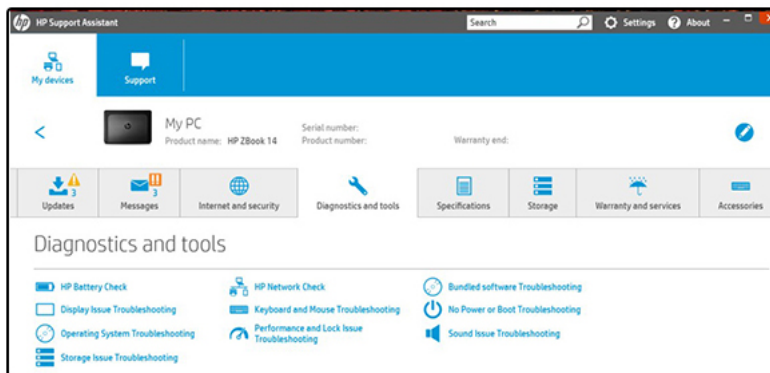 hp HP Support Assistant Search Settings ? About
My devices Support
My PC
Product name: HP ZBook 14
Serial number:
Product number:
Warranty end:
3 3
Updates Messages Internet and security Diagnostics and tools Specifications Storage Warranty and services Accessories
Diagnostics and tools
HP Battery Check HP Network Check Bundled software Troubleshooting
Display Issue Troubleshooting Keyboard and Mouse Troubleshooting No Power or Boot Troubleshooting
Operating System Troubleshooting Performance and Lock Issue
Troubleshooting Sound Issue Troubleshooting
Storage Issue Troubleshooting